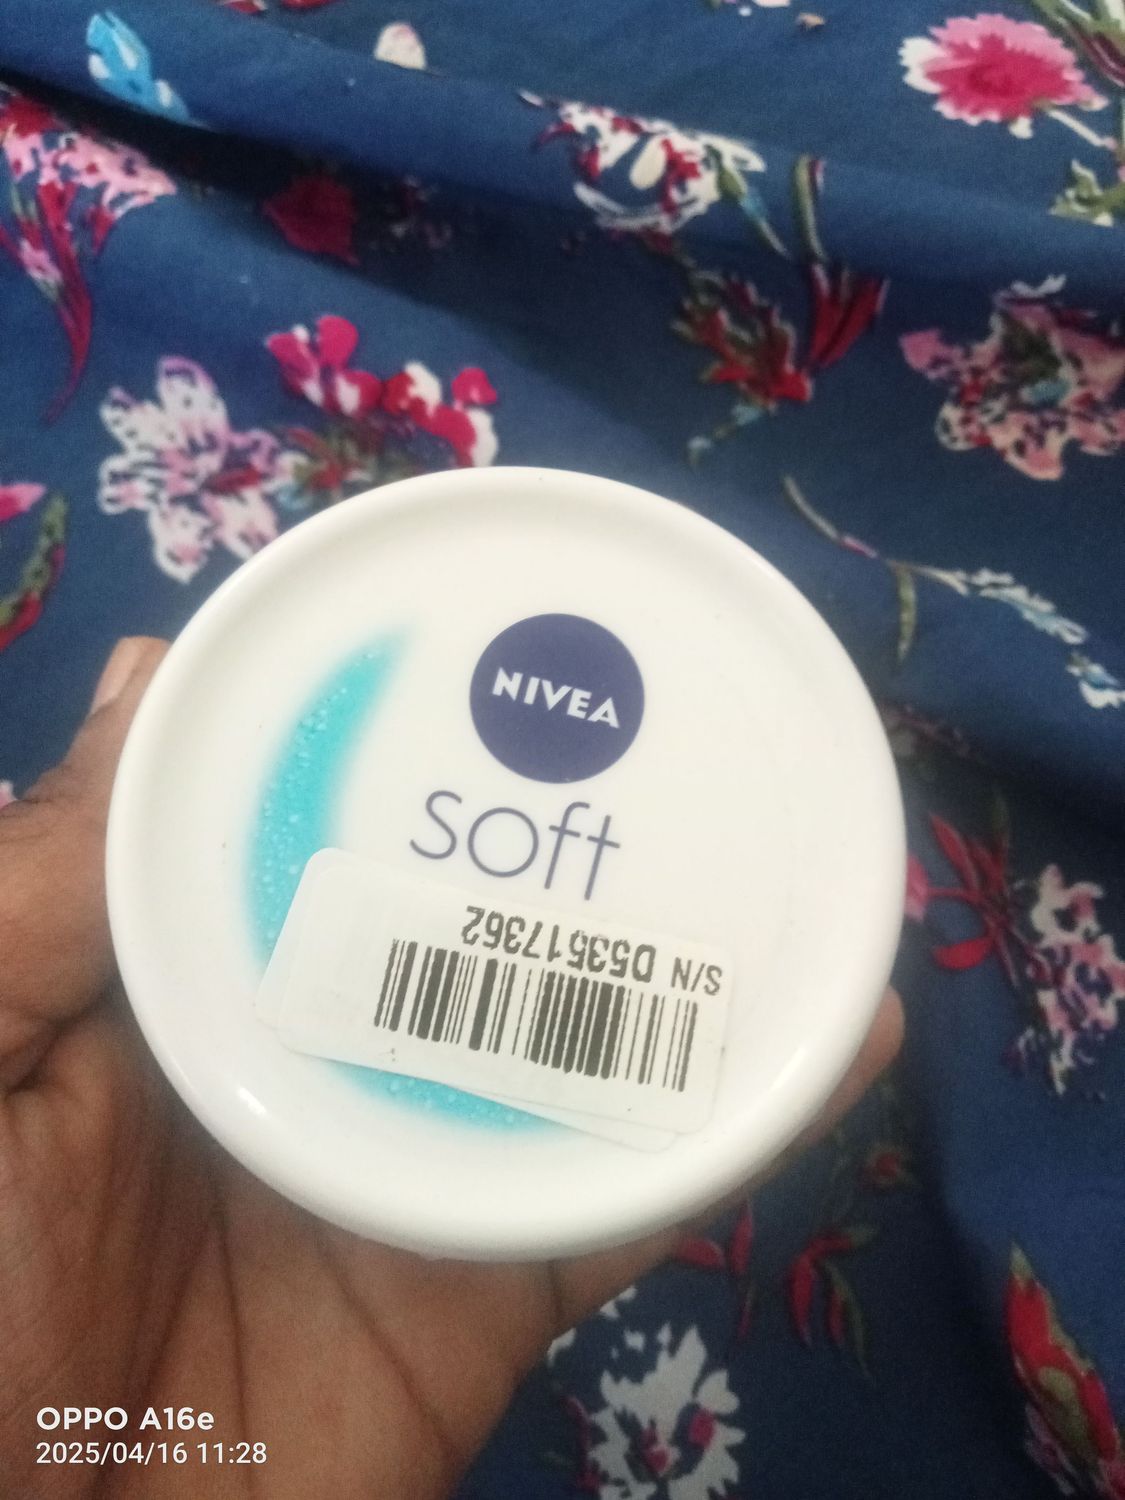 NIVEA
soft
S/N D53517362
OPPO A16e
2025/04/16 11:28